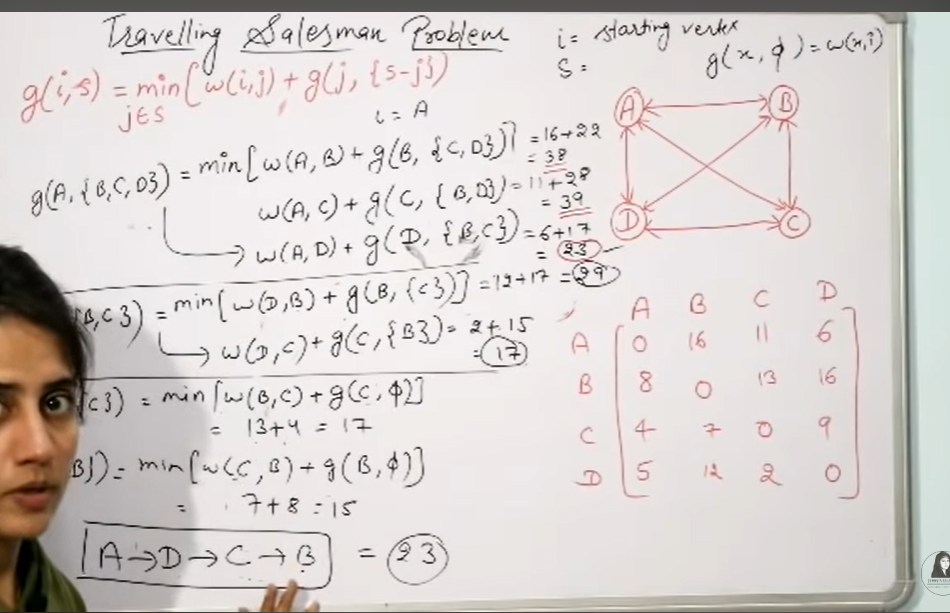 Travelling Salesman Problem
i = starting vertex
S =
g(x, φ) = w(x, i)
g(i, s) = min [w(i,j) + g(j, {s-j})
j∈S
i = A
g(A, {B,C,D}) = min [w(A,B) + g(B, {C,D})] = 16+22
= 38
w(A,C) + g(C, {B,D}) = 11+28
= 39
w(A,D) + g(D, {B,C}) = 6+17
= 23
{B,C}) = min [w(D,B) + g(B, {C})] = 12+17 = 29
w(D,C) + g(C, {B}) = 2+15
= 17
{C}) = min [w(B,C) + g(C, φ)]
= 13+4 = 17
B}) = min [w(C,B) + g(B, φ)]
= 7+8 = 15
A→D→C→B = 23
A B
D C
A B C D
A 0 16 11 6
B 8 0 13 16
C 4 7 0 9
D 5 12 2 0